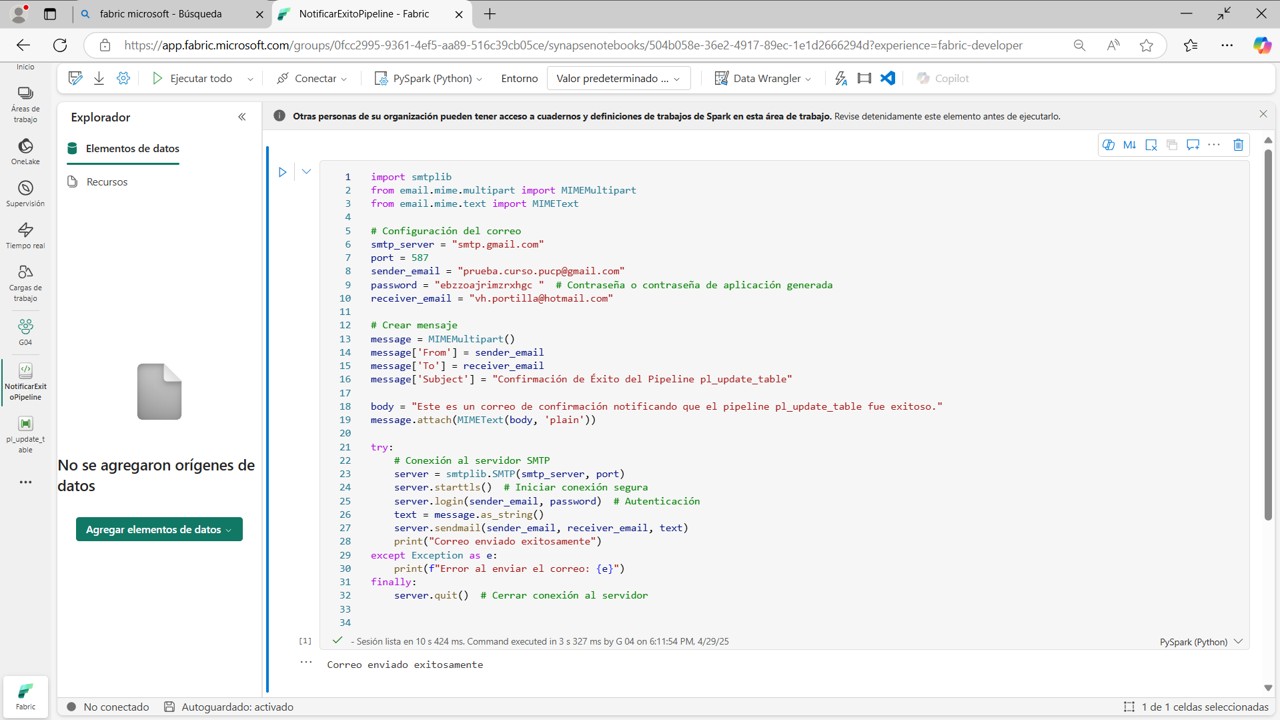 fabric microsoft - Búsqueda
NotificarExitoPipeline - Fabric
https://app.fabric.microsoft.com/groups/0fcc2995-9361-4ef5-aa89-516c39cb05ce/synapsenotebooks/504b058e-36e2-4917-89ec-1e1d2666294d?experience=fabric-developer
Inicio
Áreas de trabajo
OneLake
Supervisión
Tiempo real
Cargas de trabajo
G04
NotificarExit oPipeline
pl_update_t able
Fabric
Ejecutar todo
Conectar
PySpark (Python)
Entorno
Valor predeterminado ...
Data Wrangler
Copilot
Explorador
Elementos de datos
Recursos
No se agregaron orígenes de
datos
Agregar elementos de datos
Otras personas de su organización pueden tener acceso a cuadernos y definiciones de trabajos de Spark en esta área de trabajo. Revise detenidamente este elemento antes de ejecutarlo.
1 import smtplib
2 from email.mime.multipart import MIMEMultipart
3 from email.mime.text import MIMEText
4
5 # Configuración del correo
6 smtp_server = "smtp.gmail.com"
7 port = 587
8 sender_email = "prueba.curso.pucp@gmail.com"
9 password = "ebzzoajrimzrxhgc " # Contraseña o contraseña de aplicación generada
10 receiver_email = "vh.portilla@hotmail.com"
11
12 # Crear mensaje
13 message = MIMEMultipart()
14 message['From'] = sender_email
15 message['To'] = receiver_email
16 message['Subject'] = "Confirmación de Éxito del Pipeline pl_update_table"
17
18 body = "Este es un correo de confirmación notificando que el pipeline pl_update_table fue exitoso."
19 message.attach(MIMEText(body, 'plain'))
20
21 try:
22 # Conexión al servidor SMTP
23 server = smtplib.SMTP(smtp_server, port)
24 server.starttls() # Iniciar conexión segura
25 server.login(sender_email, password) # Autenticación
26 text = message.as_string()
27 server.sendmail(sender_email, receiver_email, text)
28 print("Correo enviado exitosamente")
29 except Exception as e:
30 print(f"Error al enviar el correo: {e}")
31 finally:
32 server.quit() # Cerrar conexión al servidor
33
34
[1] - Sesión lista en 10 s 424 ms. Command executed in 3 s 327 ms by G 04 on 6:11:54 PM, 4/29/25
PySpark (Python)
Correo enviado exitosamente
No conectado
Autoguardado: activado
1 de 1 celdas seleccionadas